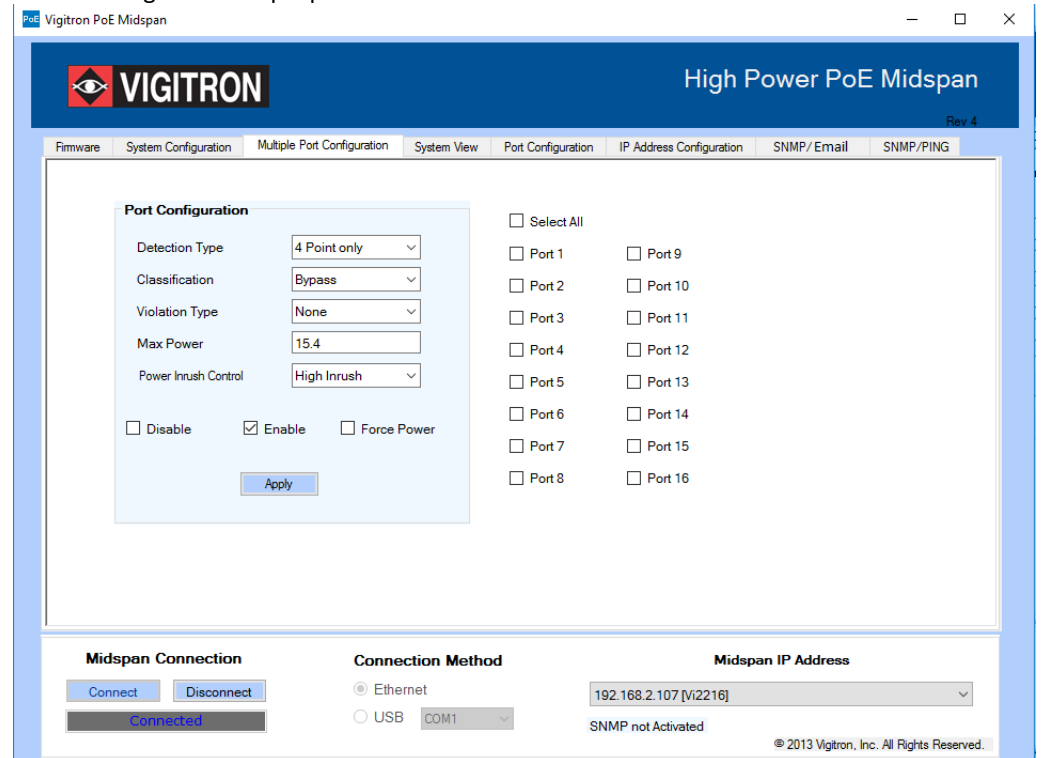 PoE Vigitron PoE Midspan
VIGITRON
High Power PoE Midspan
Rev 4
Firmware System Configuration Multiple Port Configuration System View Port Configuration IP Address Configuration SNMP/Email SNMP/PING
Port Configuration
Detection Type 4 Point only
Classification Bypass
Violation Type None
Max Power 15.4
Power Inrush Control High Inrush
Disable Enable Force Power
Apply
Select All
Port 1 Port 9
Port 2 Port 10
Port 3 Port 11
Port 4 Port 12
Port 5 Port 13
Port 6 Port 14
Port 7 Port 15
Port 8 Port 16
Midspan Connection
Connect Disconnect
Connected
Connection Method
Ethernet
USB COM1
Midspan IP Address
192.168.2.107 [Vi2216]
SNMP not Activated
© 2013 Vigitron, Inc. All Rights Reserved.